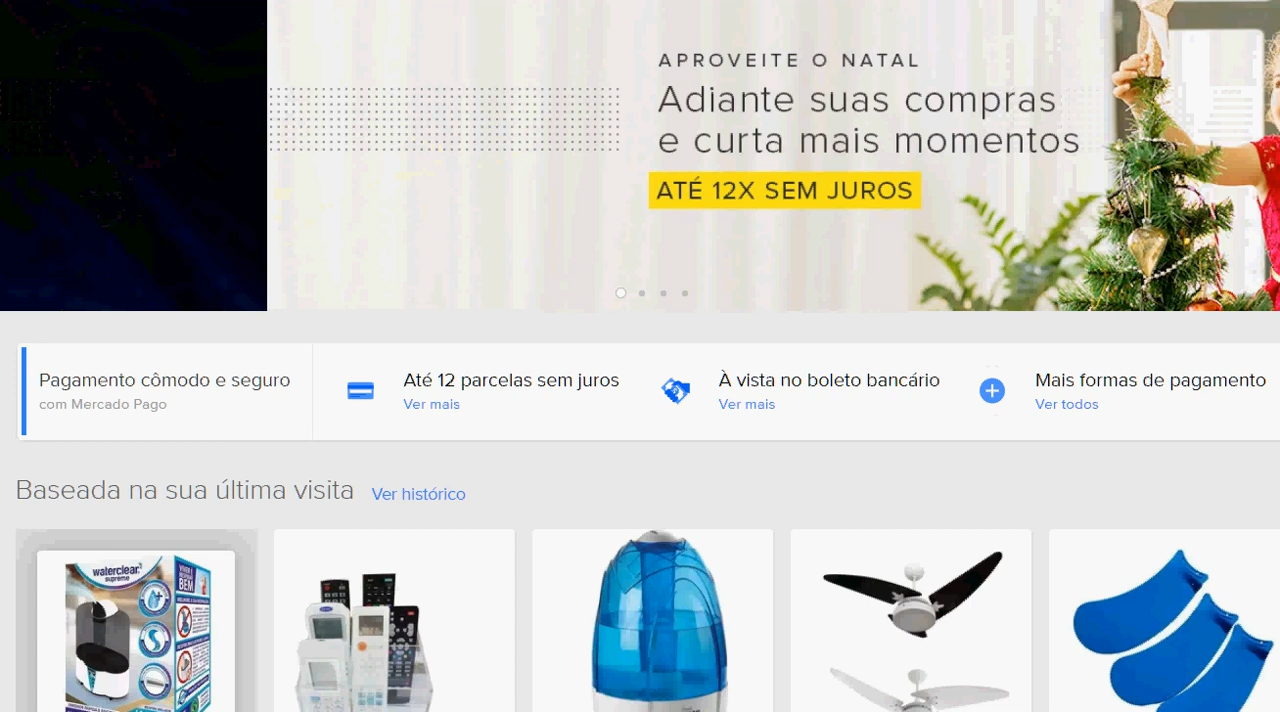 APROVEITE O NATAL
Adiante suas compras
e curta mais momentos
ATÉ 12X SEM JUROS
Pagamento cômodo e seguro
com Mercado Pago
Até 12 parcelas sem juros
Ver mais
À vista no boleto bancário
Ver mais
Mais formas de pagamento
Ver todos
Baseada na sua última visita
Ver histórico
waterclear
supreme
BEM